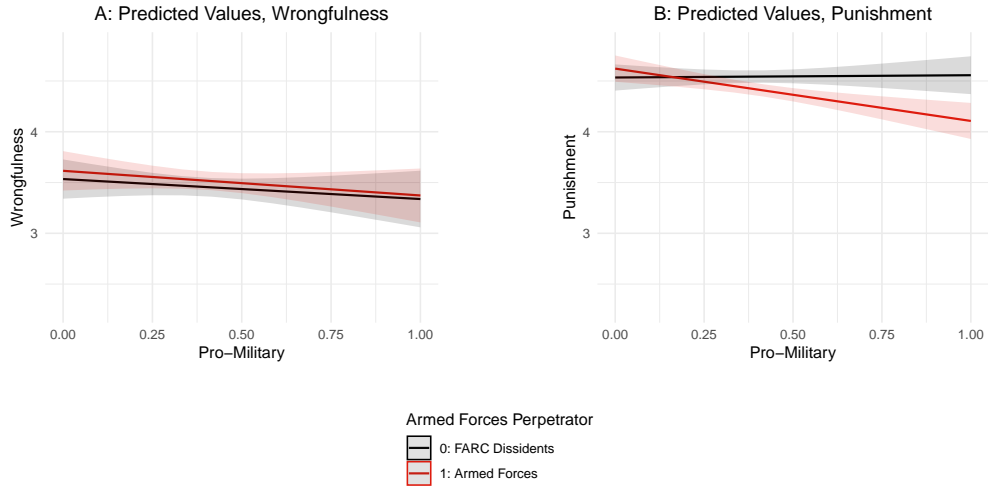 A: Predicted Values, Wrongfulness
Wrongfulness
4
3
0.00 0.25 0.50 0.75 1.00
Pro−Military
B: Predicted Values, Punishment
Punishment
4
3
0.00 0.25 0.50 0.75 1.00
Pro−Military
Armed Forces Perpetrator
0: FARC Dissidents
1: Armed Forces